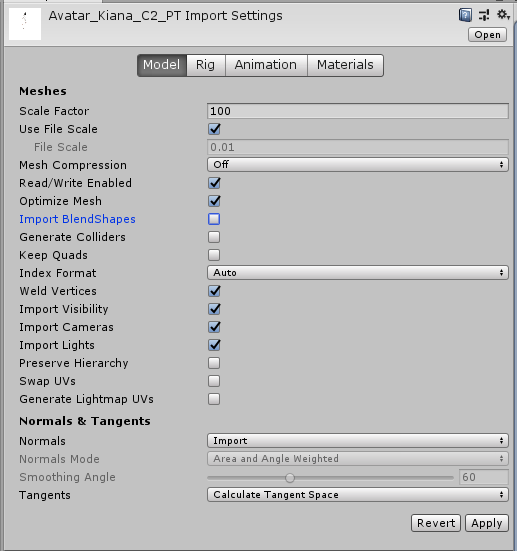 Avatar_Kiana_C2_PT Import Settings
Open
Model Rig Animation Materials
Meshes
Scale Factor 100
Use File Scale
File Scale 0.01
Mesh Compression Off
Read/Write Enabled
Optimize Mesh
Import BlendShapes
Generate Colliders
Keep Quads
Index Format Auto
Weld Vertices
Import Visibility
Import Cameras
Import Lights
Preserve Hierarchy
Swap UVs
Generate Lightmap UVs
Normals & Tangents
Normals Import
Normals Mode Area and Angle Weighted
Smoothing Angle 60
Tangents Calculate Tangent Space
Revert Apply